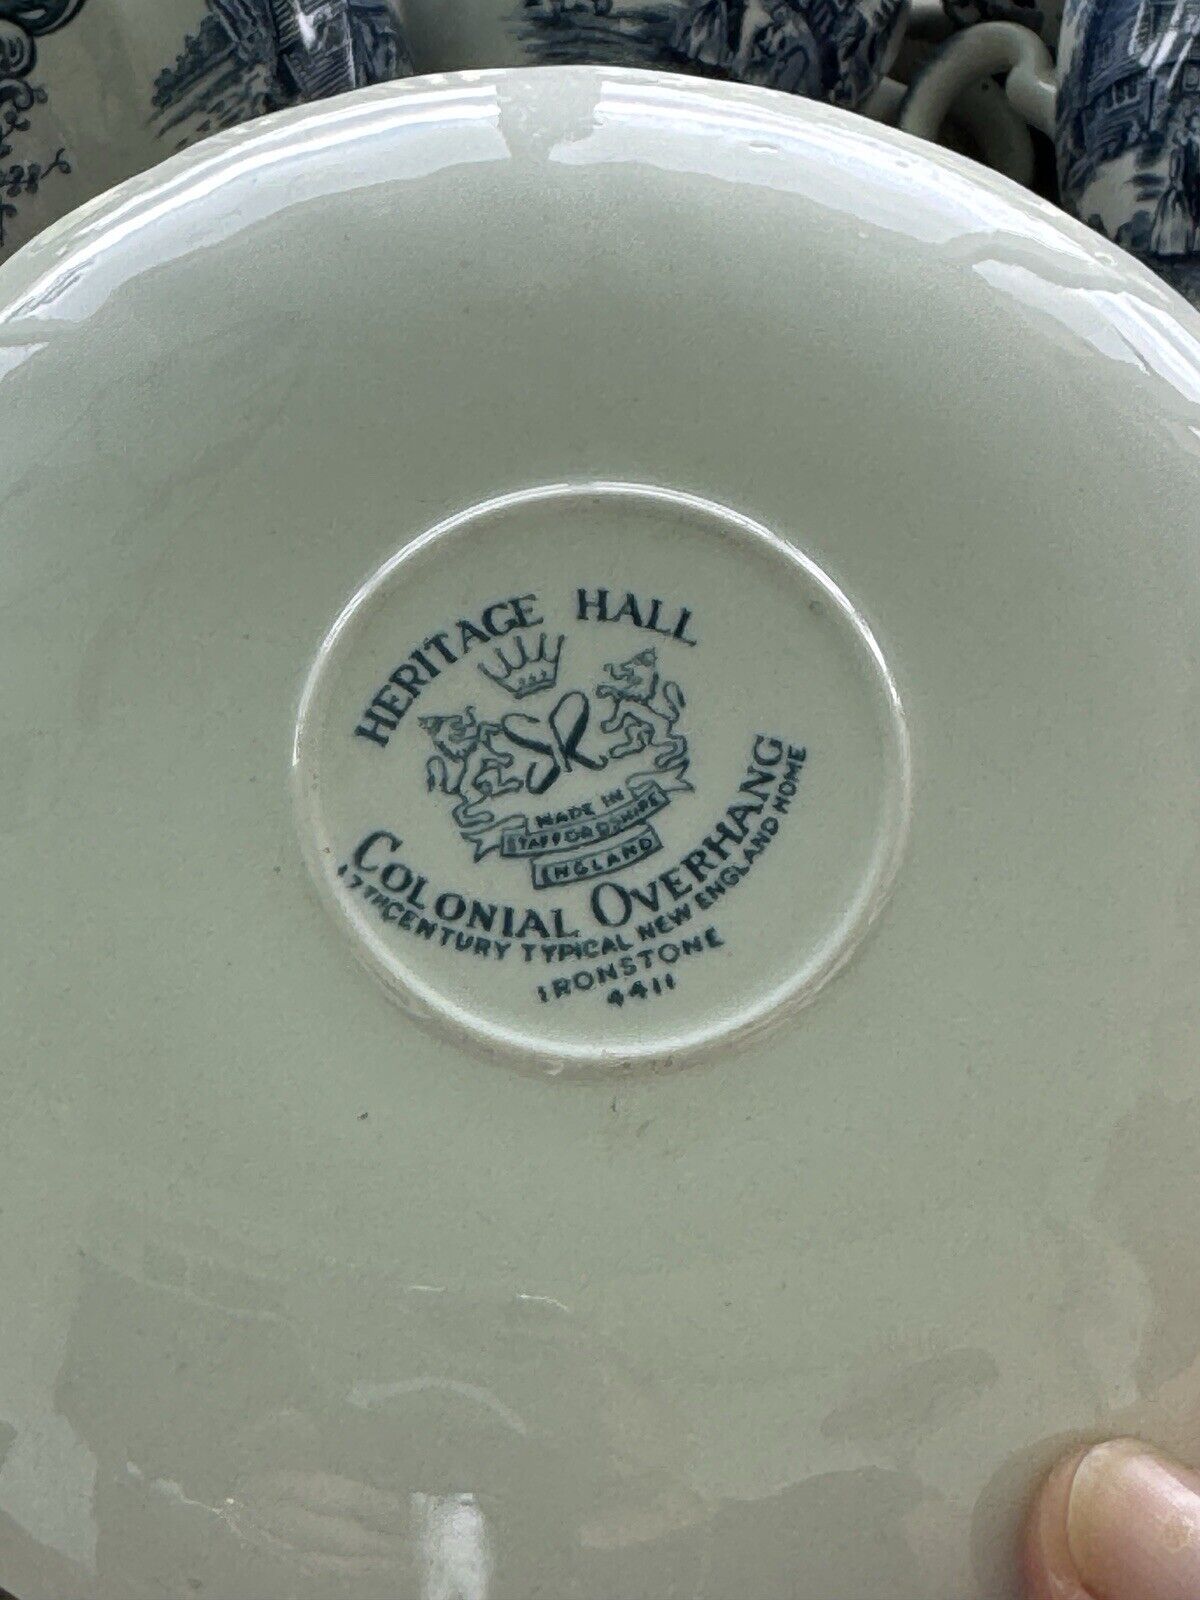 HERITAGE HALL
SR
MADE IN
STAFFORDSHIRE
ENGLAND
COLONIAL OVERHANG
17TH CENTURY TYPICAL NEW ENGLAND HOME
IRONSTONE
4411